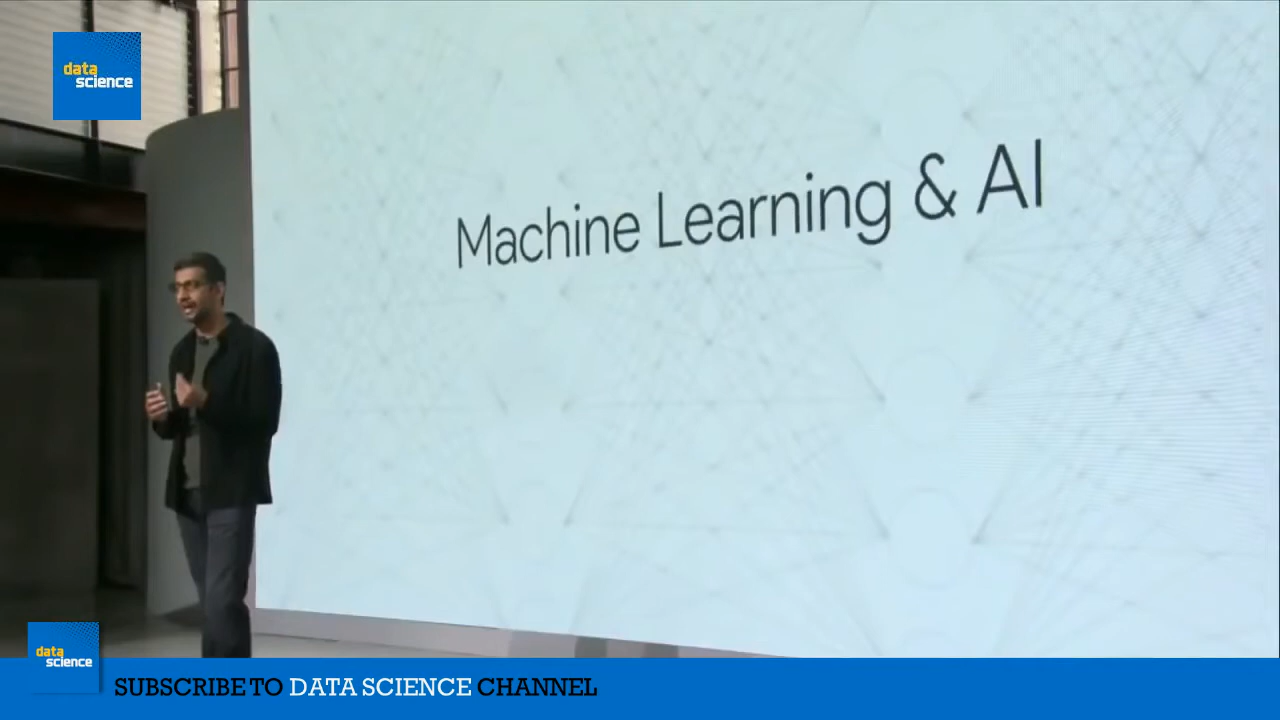 data
science
Machine Learning & AI
data
science
SUBSCRIBE TO DATA SCIENCE CHANNEL